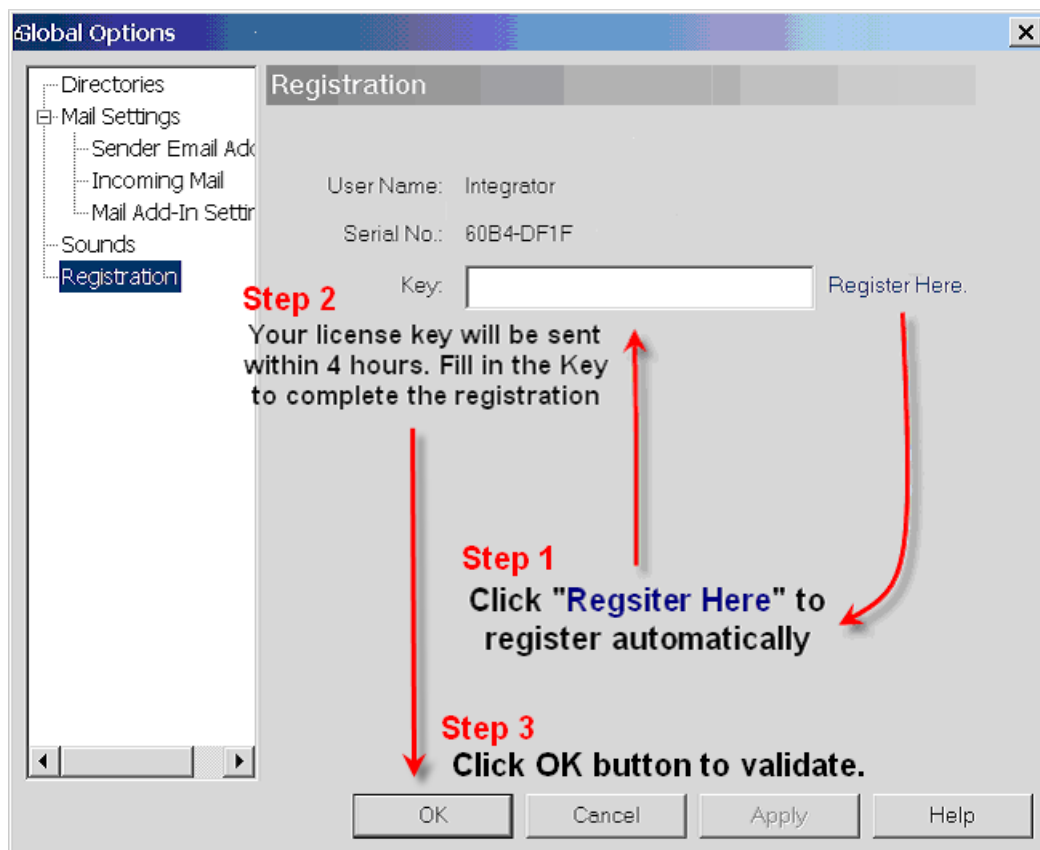 Global Options
Directories
Mail Settings
Sender Email Add
Incoming Mail
Mail Add-In Settin
Sounds
Registration
Registration
User Name: Integrator
Serial No.: 60B4-DF1F
Key:
Register Here.
Step 2
Your license key will be sent
within 4 hours. Fill in the Key
to complete the registration
Step 1
Click "Regsiter Here" to
register automatically
Step 3
Click OK button to validate.
OK
Cancel
Apply
Help